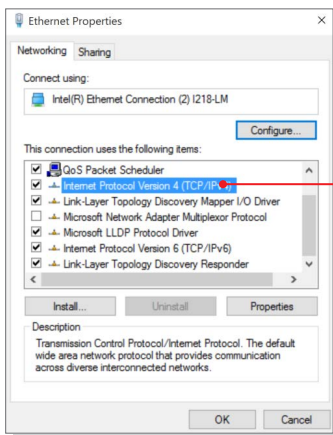 Ethernet Properties
Networking Sharing
Connect using:
Intel(R) Ethernet Connection (2) I218-LM
Configure...
This connection uses the following items:
QoS Packet Scheduler
Internet Protocol Version 4 (TCP/IPv4)
Link-Layer Topology Discovery Mapper I/O Driver
Microsoft Network Adapter Multiplexor Protocol
Microsoft LLDP Protocol Driver
Internet Protocol Version 6 (TCP/IPv6)
Link-Layer Topology Discovery Responder
Install... Uninstall Properties
Description
Transmission Control Protocol/Internet Protocol. The default
wide area network protocol that provides communication
across diverse interconnected networks.
OK Cancel